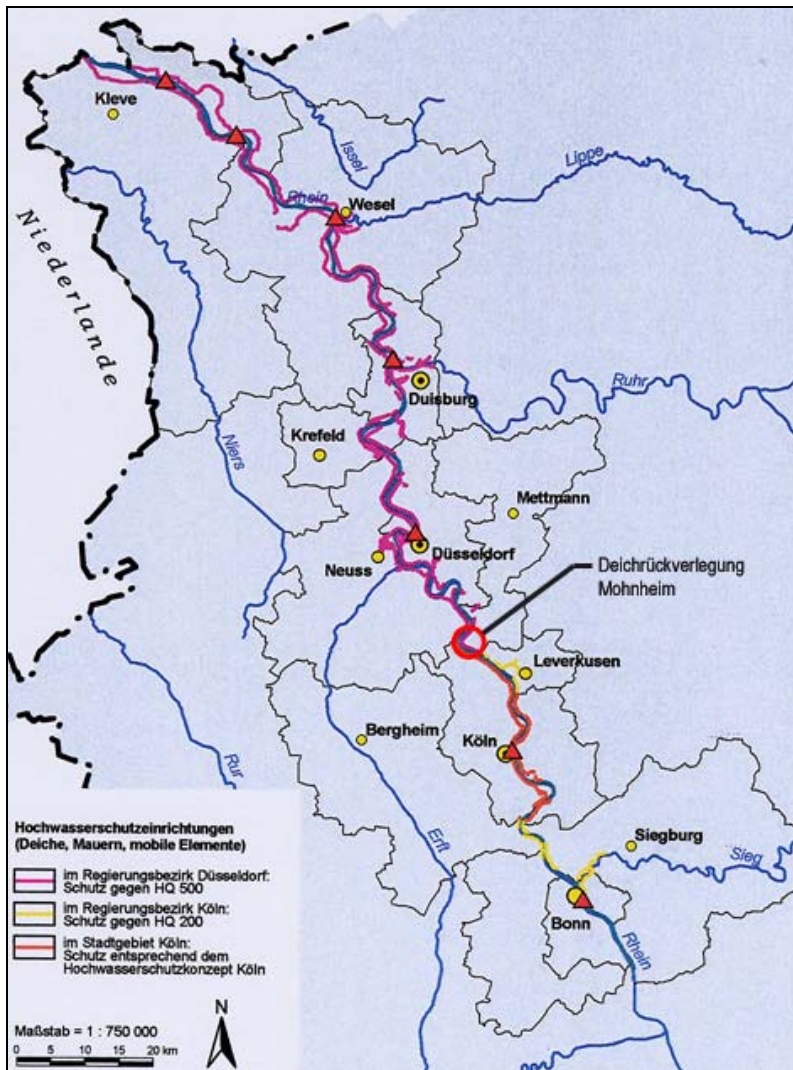 Kleve
Issel
Lippe
Rhein
Wesel
Niederlande
Ruhr
Duisburg
Krefeld
Niers
Mettmann
Düsseldorf
Neuss
Deichrückverlegung
Mohnheim
Leverkusen
Bergheim
Köln
Rur
Erft
Siegburg
Sieg
Bonn
Rhein
Hochwasserschutzeinrichtungen
(Deiche, Mauern, mobile Elemente)
im Regierungsbezirk Düsseldorf:
Schutz gegen HQ 500
im Regierungsbezirk Köln:
Schutz gegen HQ 200
im Stadtgebiet Köln:
Schutz entsprechend dem
Hochwasserschutzkonzept Köln
N
Maßstab = 1 : 750 000
0 10 20 km